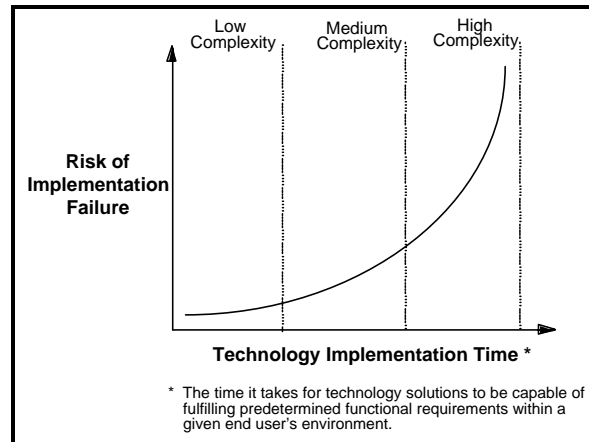 Low Complexity
Medium Complexity
High Complexity
Risk of
Implementation
Failure
Technology Implementation Time *
* The time it takes for technology solutions to be capable of
fulfilling predetermined functional requirements within a
given end user's environment.